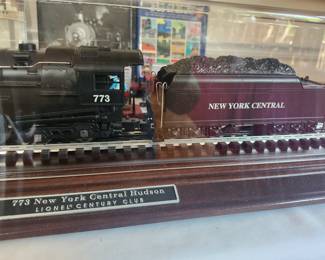 773
NEW YORK CENTRAL
773 New York Central Hudson
LIONEL CENTURY CLUB